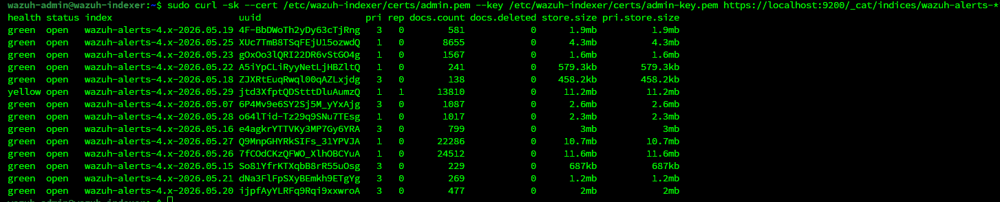 wazuh-admin@wazuh-indexer:~$ sudo curl -sk --cert /etc/wazuh-indexer/certs/admin.pem --key /etc/wazuh-indexer/certs/admin-key.pem https://localhost:9200/_cat/indices/wazuh-alerts-*
health status index uuid pri rep docs.count docs.deleted store.size pri.store.size
green open wazuh-alerts-4.x-2026.05.19 4F-BbDWoTh2yDy63cTjRng 3 0 581 0 1.9mb 1.9mb
green open wazuh-alerts-4.x-2026.05.25 XUc7TmB8TSqFEjU15ozwdQ 1 0 8655 0 4.3mb 4.3mb
green open wazuh-alerts-4.x-2026.05.23 gOxOo3lQRI22DR6vStGO4g 1 0 1567 0 1.6mb 1.6mb
green open wazuh-alerts-4.x-2026.05.22 A5iYpCLiRyyNetLjHBZltQ 1 0 241 0 579.3kb 579.3kb
green open wazuh-alerts-4.x-2026.05.18 ZJXRtEuqRwql00qAZLxjdg 3 0 138 0 458.2kb 458.2kb
yellow open wazuh-alerts-4.x-2026.05.29 jtd3XfptQDStttDluAumzQ 1 1 13810 0 11.2mb 11.2mb
green open wazuh-alerts-4.x-2026.05.07 6P4Mv9e6SY2Sj5M_yYxAjg 3 0 1087 0 2.6mb 2.6mb
green open wazuh-alerts-4.x-2026.05.28 o64lTid-Tz29q9SNu7TEsg 1 0 1017 0 2.3mb 2.3mb
green open wazuh-alerts-4.x-2026.05.16 e4agkrYTTVKy3MP7Gy6YRA 3 0 799 0 3mb 3mb
green open wazuh-alerts-4.x-2026.05.27 Q9MnpGHYRkSIFs_31YPVJA 1 0 22286 0 10.7mb 10.7mb
green open wazuh-alerts-4.x-2026.05.26 7fCOdCKzQFWO_XlhOBCYuA 1 0 24512 0 11.6mb 11.6mb
green open wazuh-alerts-4.x-2026.05.15 So81YfrKTXqbB8rR55uOsg 3 0 229 0 687kb 687kb
green open wazuh-alerts-4.x-2026.05.21 dNa3FlFpSXyBEmkh9ETgYg 3 0 269 0 1.2mb 1.2mb
green open wazuh-alerts-4.x-2026.05.20 ijpfAyYLRFq9Rqi9xxwroA 3 0 477 0 2mb 2mb
wazuh-admin@wazuh-indexer:~$